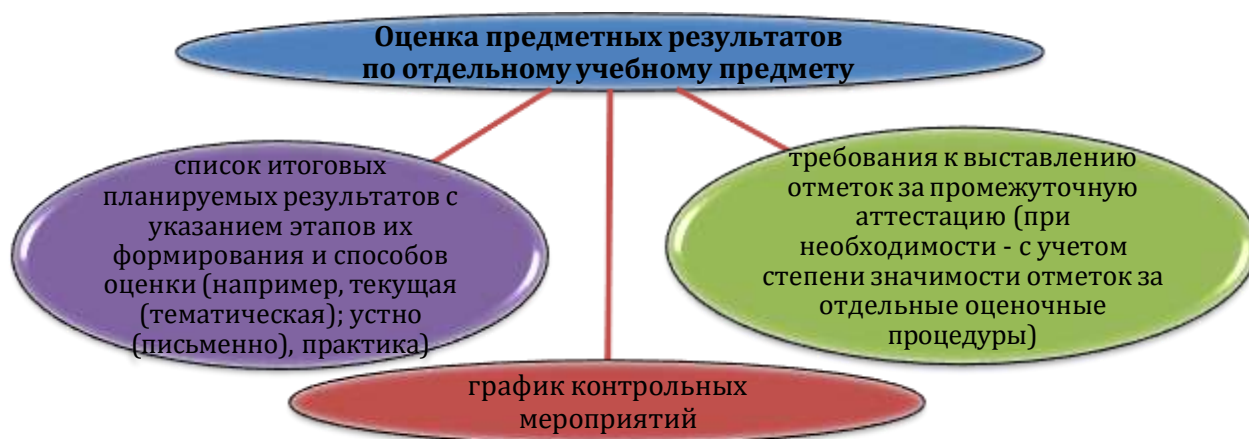 Оценка предметных результатов
по отдельному учебному предмету
список итоговых
планируемых результатов с
указанием этапов их
формирования и способов
оценки (например, текущая
(тематическая); устно
(письменно), практика)
требования к выставлению
отметок за промежуточную
аттестацию (при
необходимости - с учетом
степени значимости отметок за
отдельные оценочные
процедуры)
график контрольных
мероприятий